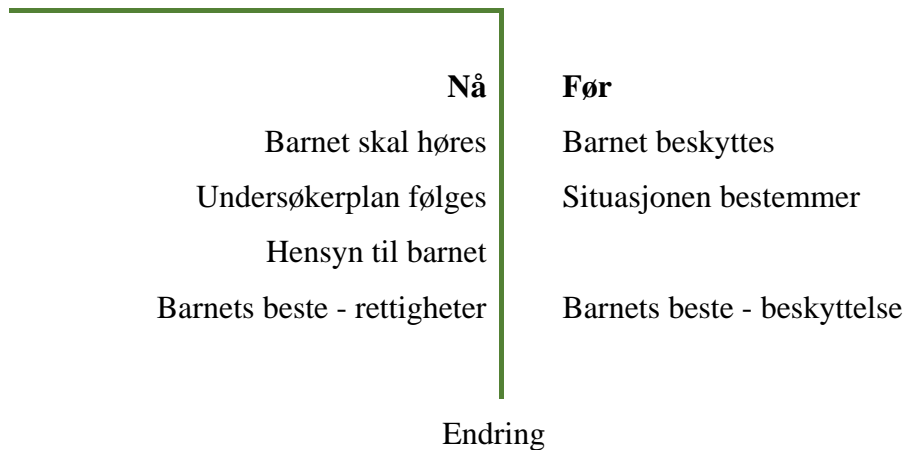 Nå Før
Barnet skal høres Barnet beskyttes
Undersøkerplan følges Situasjonen bestemmer
Hensyn til barnet
Barnets beste - rettigheter Barnets beste - beskyttelse
Endring